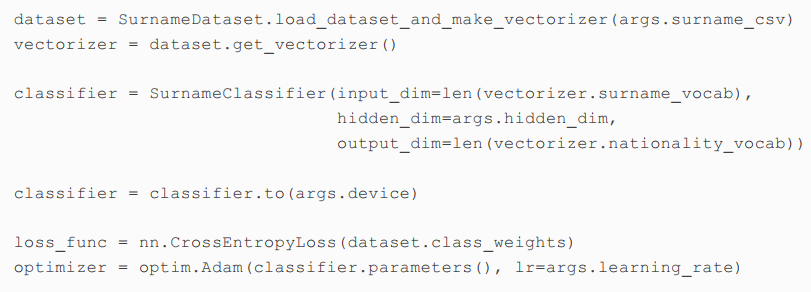 dataset = SurnameDataset.load_dataset_and_make_vectorizer(args.surname_csv)
vectorizer = dataset.get_vectorizer()

classifier = SurnameClassifier(input_dim=len(vectorizer.surname_vocab),
                               hidden_dim=args.hidden_dim,
                               output_dim=len(vectorizer.nationality_vocab))

classifier = classifier.to(args.device)

loss_func = nn.CrossEntropyLoss(dataset.class_weights)
optimizer = optim.Adam(classifier.parameters(), lr=args.learning_rate)